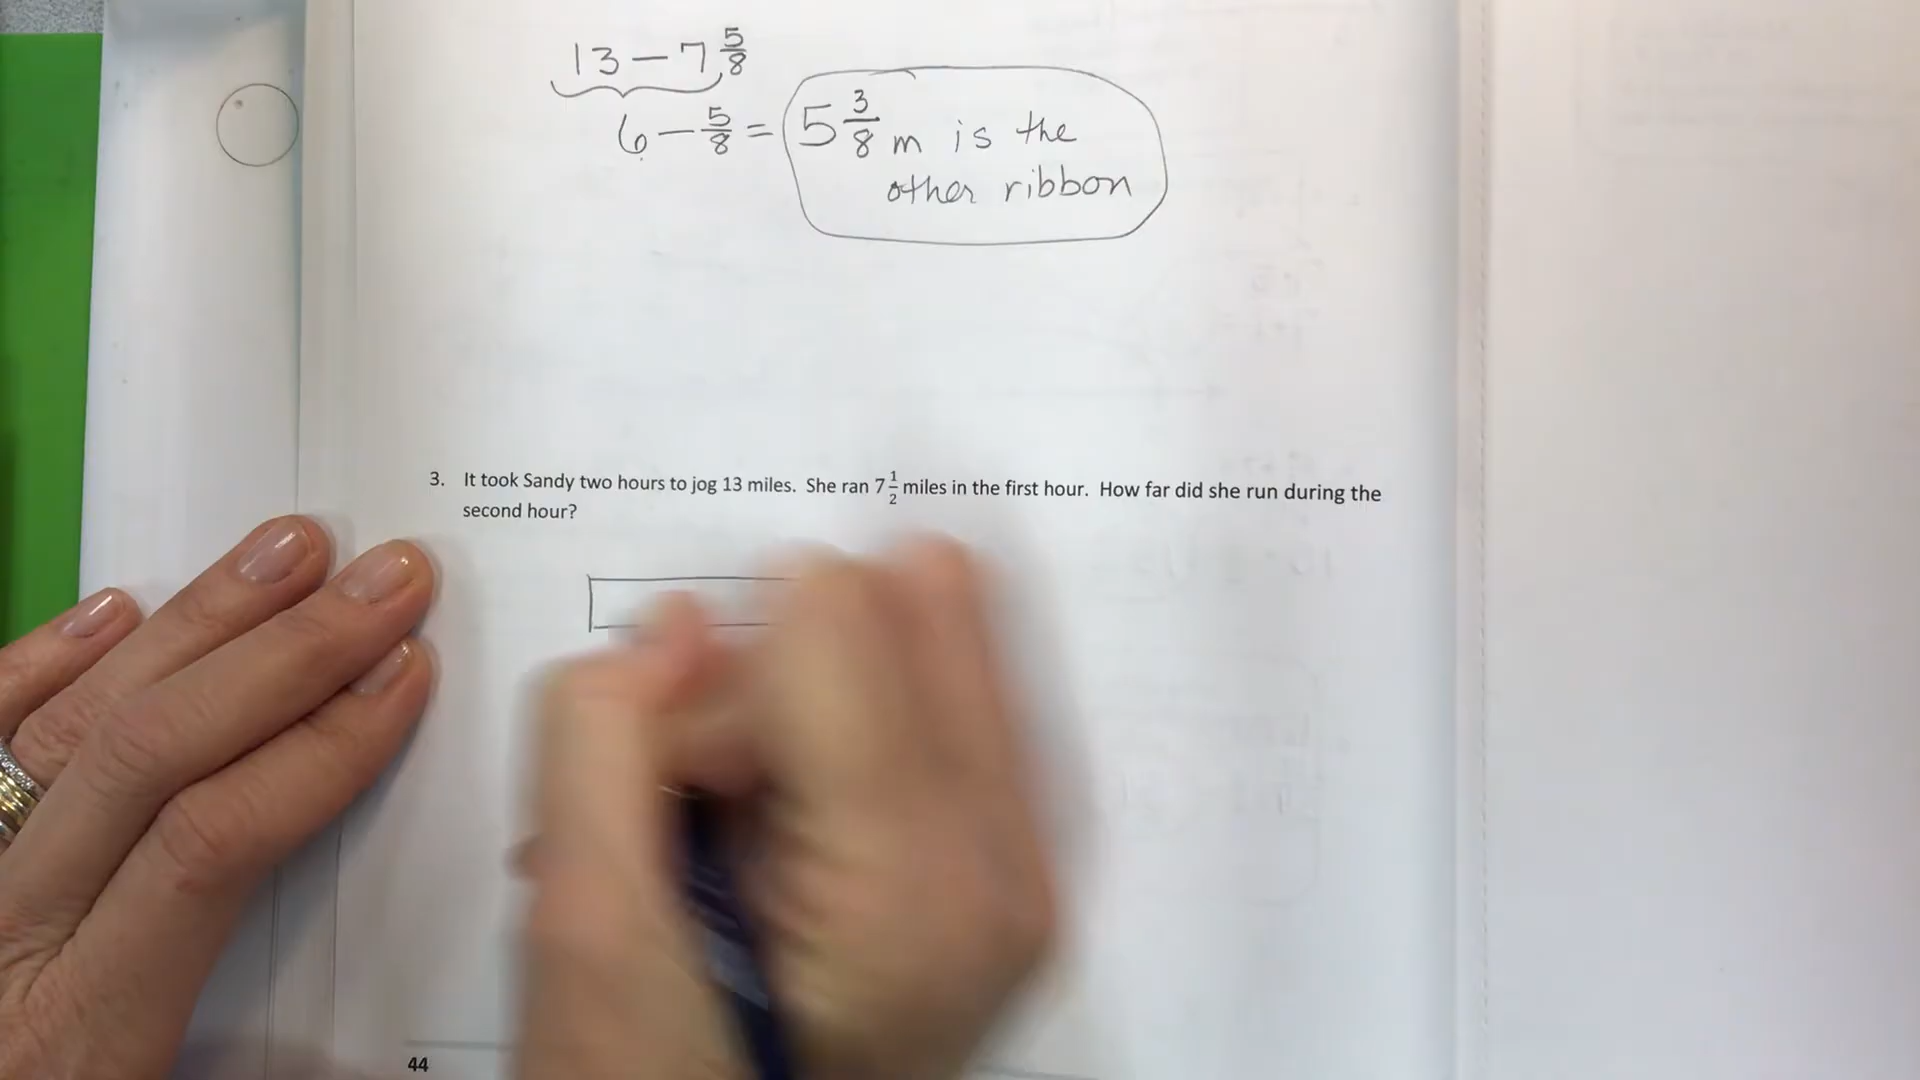 13 − 7 5/8
6 − 5/8 = 5 3/8 m is the
other ribbon
3. It took Sandy two hours to jog 13 miles. She ran 7 1/2 miles in the first hour. How far did she run during the
second hour?
44